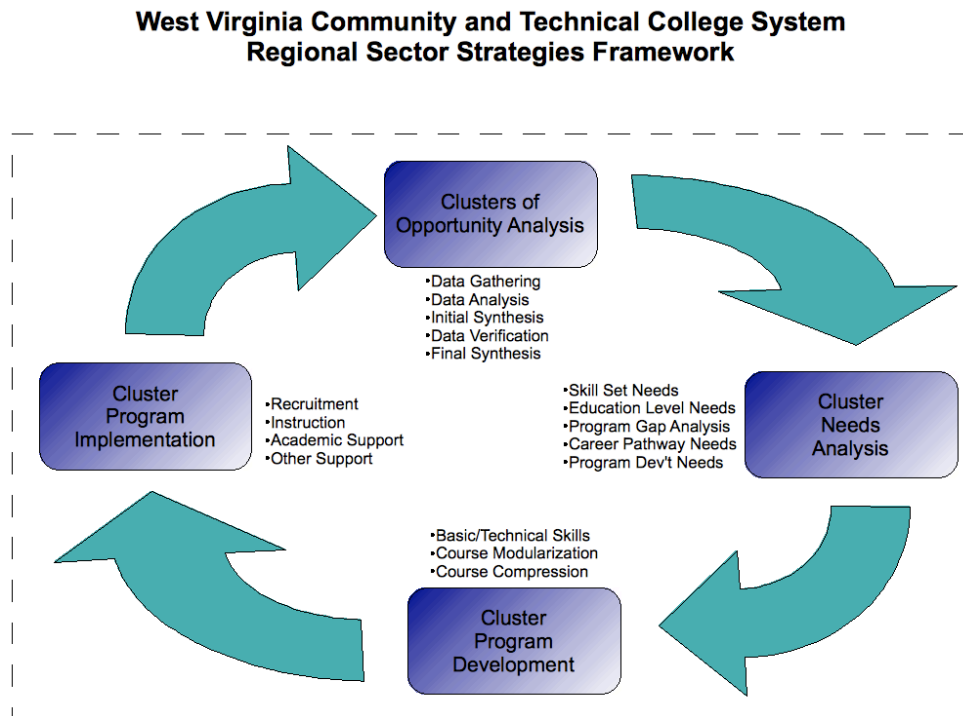 West Virginia Community and Technical College System
Regional Sector Strategies Framework
Clusters of
Opportunity Analysis
•Data Gathering
•Data Analysis
•Initial Synthesis
•Data Verification
•Final Synthesis
Cluster
Needs
Analysis
•Skill Set Needs
•Education Level Needs
•Program Gap Analysis
•Career Pathway Needs
•Program Dev't Needs
Cluster
Program
Development
•Basic/Technical Skills
•Course Modularization
•Course Compression
Cluster
Program
Implementation
•Recruitment
•Instruction
•Academic Support
•Other Support